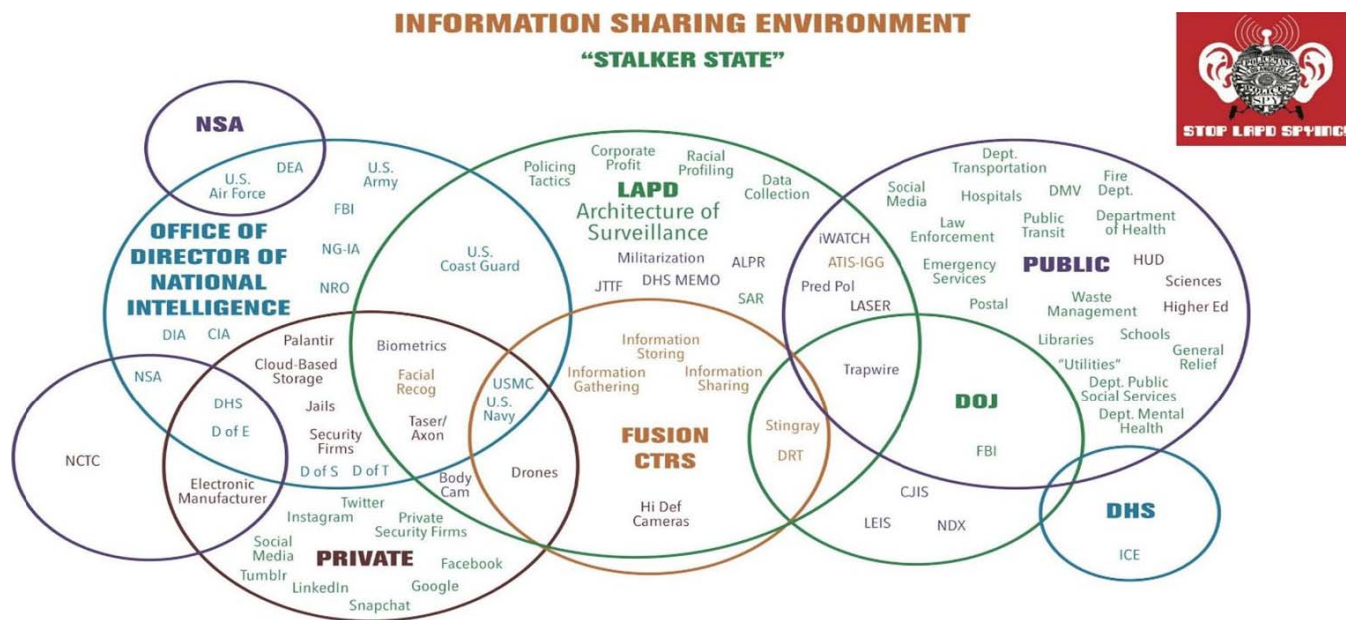 INFORMATION SHARING ENVIRONMENT
“STALKER STATE”
STOP LAPD SPYING!
NSA
DEA
U.S.
Air Force
U.S.
Army
FBI
OFFICE OF
DIRECTOR OF
NATIONAL
INTELLIGENCE
NG-IA
NRO
DIA
CIA
U.S.
Coast Guard
NSA
DHS
D of E
NCTC
Electronic
Manufacturer
Palantir
Cloud-Based
Storage
Jails
Security
Firms
D of S
D of T
Biometrics
Facial
Recog
Taser/
Axon
USMC
U.S.
Navy
Body
Cam
Drones
Twitter
Instagram
Private
Security Firms
Social
Media
PRIVATE
Facebook
Tumblr
LinkedIn
Google
Snapchat
Policing
Tactics
Corporate
Profit
Racial
Profiling
Data
Collection
LAPD
Architecture of
Surveillance
Militarization
ALPR
JTTF
DHS MEMO
SAR
Information
Storing
Information
Gathering
Information
Sharing
FUSION
CTRS
Hi Def
Cameras
iWATCH
ATIS-IGG
Pred Pol
LASER
Trapwire
Stingray
DRT
DOJ
FBI
CJIS
LEIS
NDX
Dept.
Transportation
Social
Media
Hospitals
DMV
Fire
Dept.
Law
Enforcement
Public
Transit
Department
of Health
Emergency
Services
PUBLIC
HUD
Sciences
Postal
Waste
Management
Higher Ed
Libraries
Schools
“Utilities”
General
Relief
Dept. Public
Social Services
Dept. Mental
Health
DHS
ICE